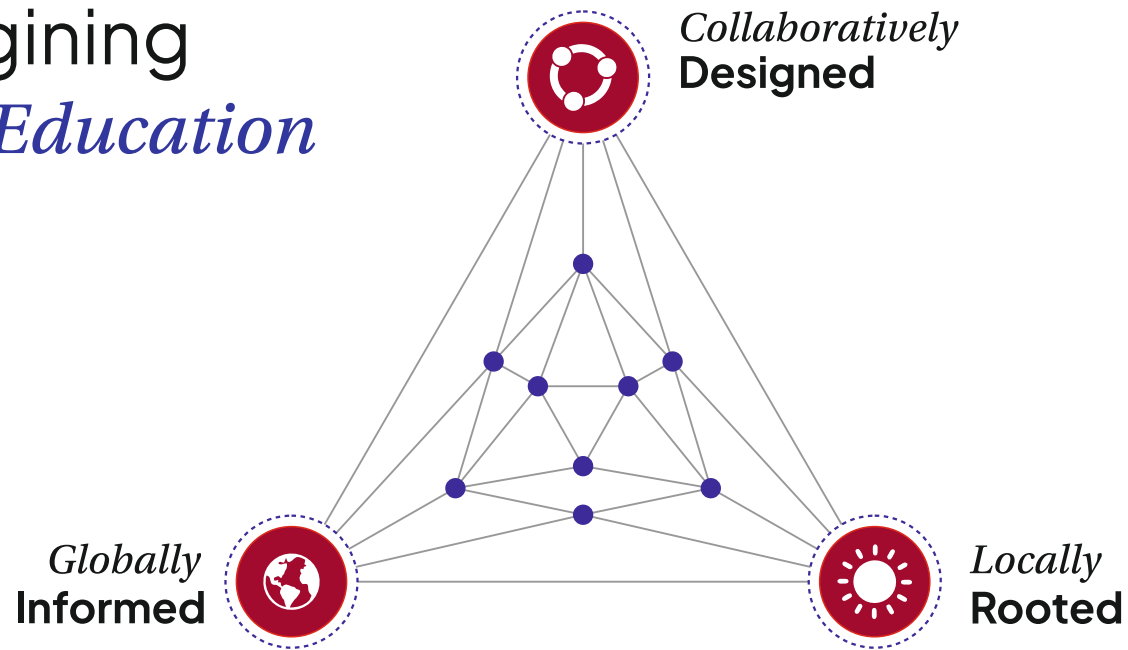 gining
Education
Collaboratively
Designed
Globally
Informed
Locally
Rooted